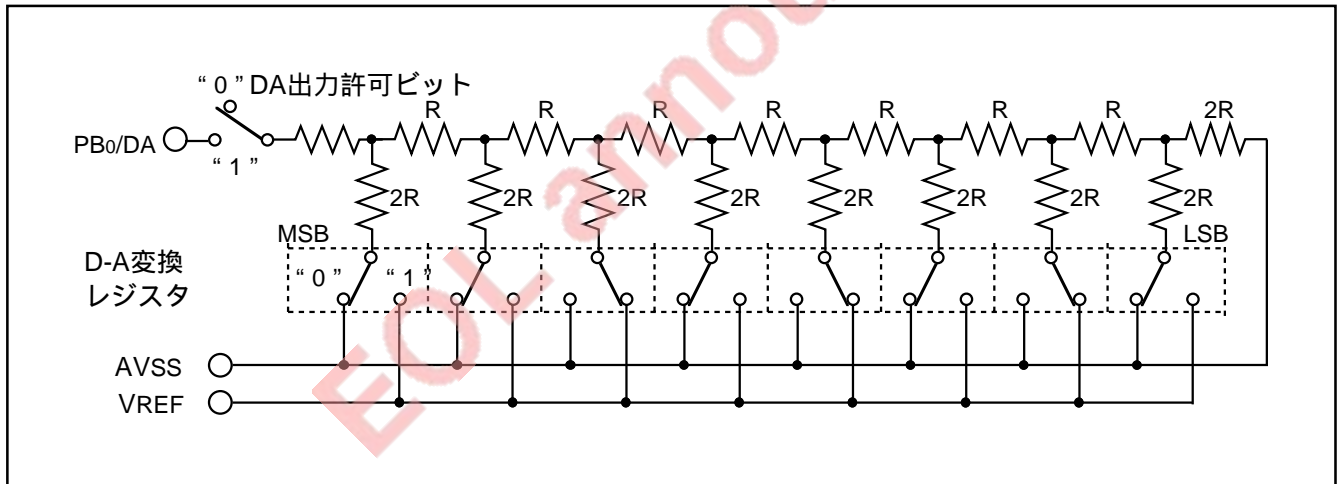 “ 0 ” DA出力許可ビット
R R R R R R R 2R
PB0/DA
“ 1 ”
2R 2R 2R 2R 2R 2R 2R 2R
MSB LSB
D-A変換
レジスタ
“ 0 ” “ 1 ”
AVSS
VREF